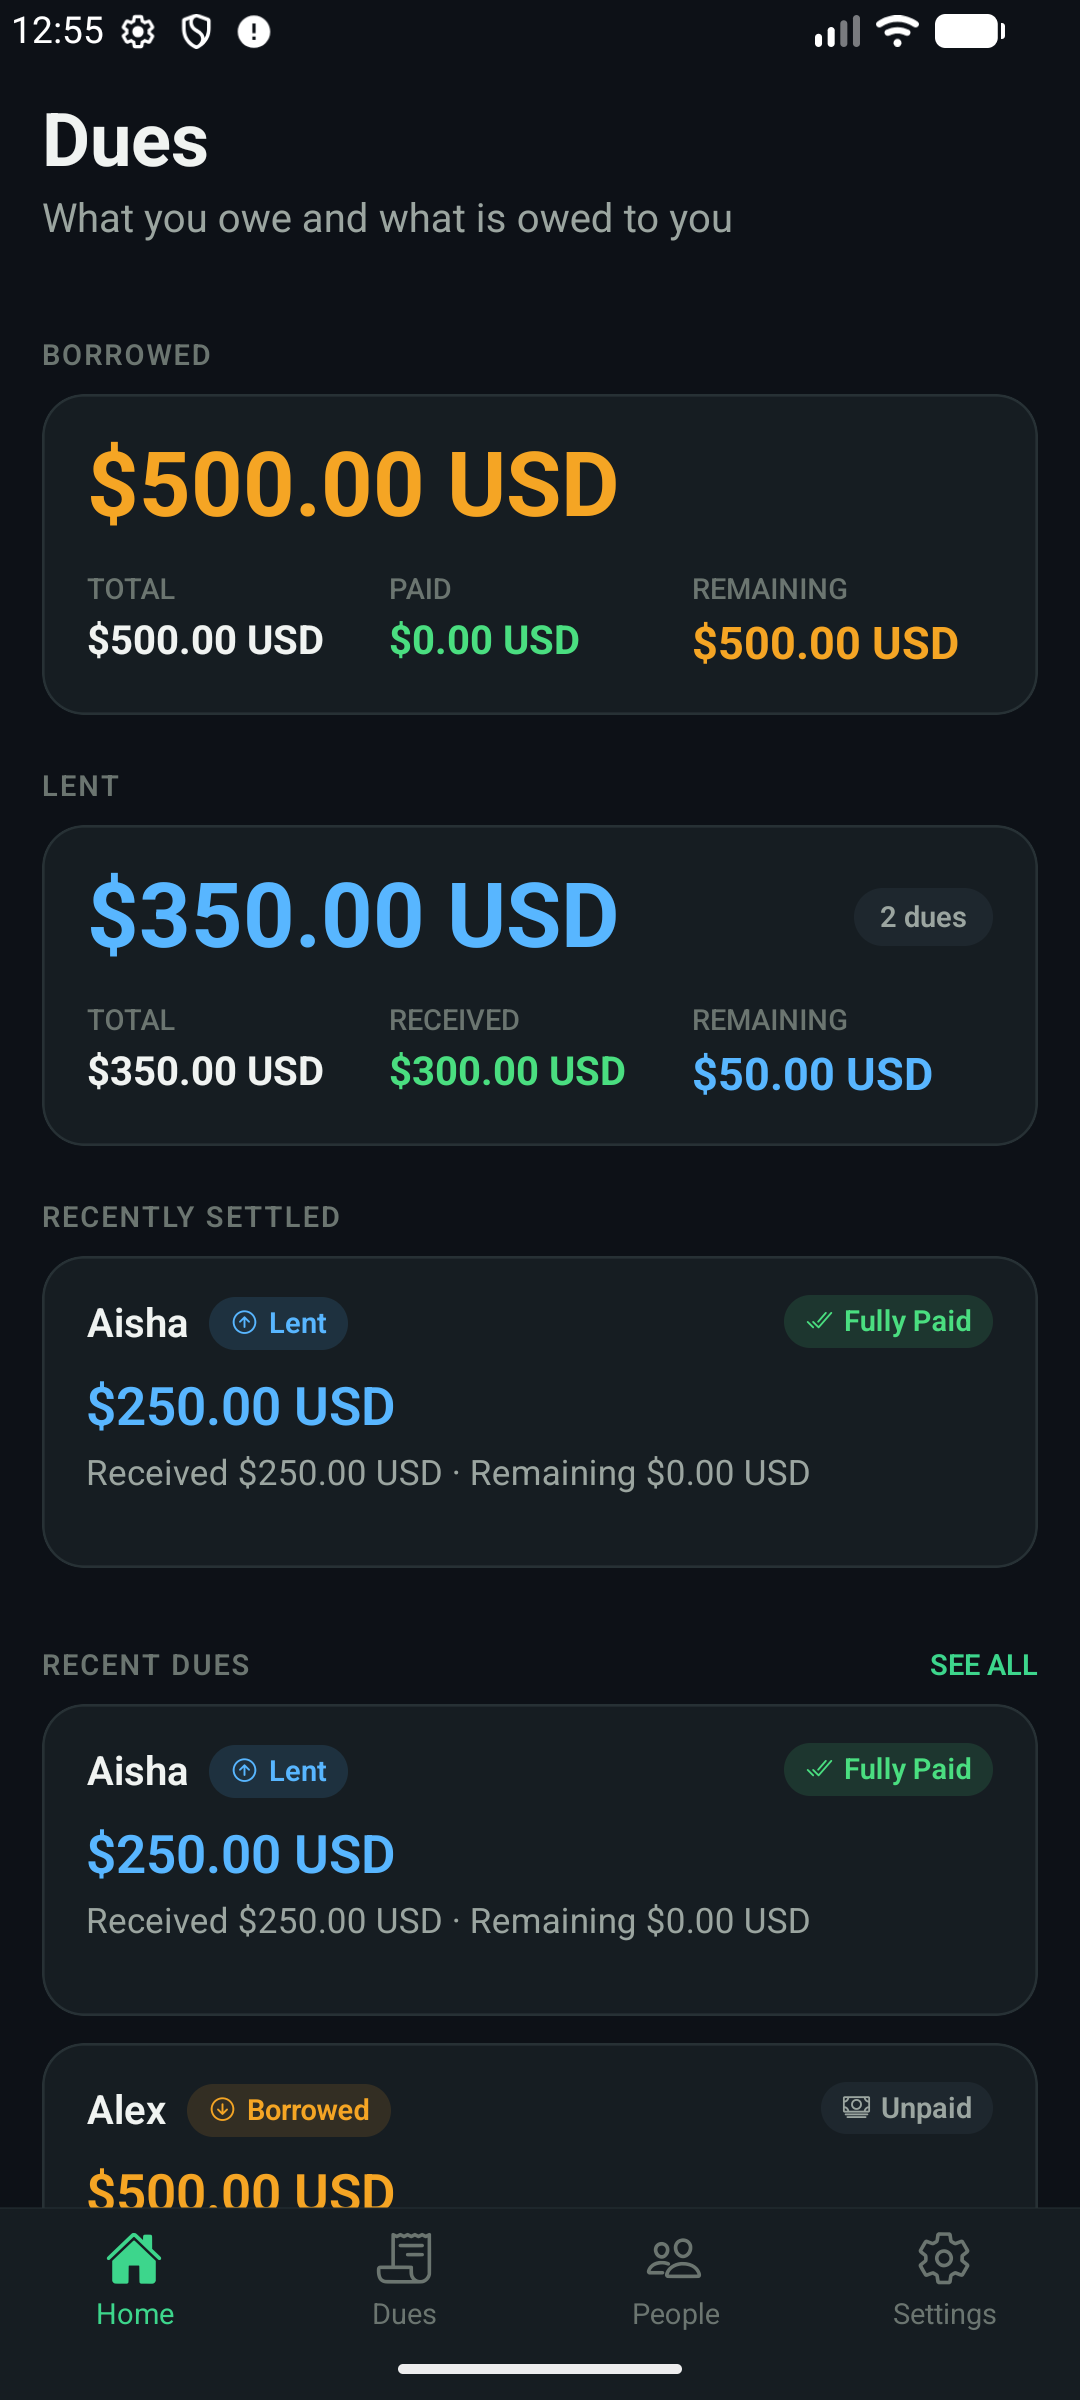 12:55
Dues
What you owe and what is owed to you
BORROWED
$500.00 USD
TOTAL PAID REMAINING
$500.00 USD $0.00 USD $500.00 USD
LENT
$350.00 USD 2 dues
TOTAL RECEIVED REMAINING
$350.00 USD $300.00 USD $50.00 USD
RECENTLY SETTLED
Aisha Lent Fully Paid
$250.00 USD
Received $250.00 USD · Remaining $0.00 USD
RECENT DUES SEE ALL
Aisha Lent Fully Paid
$250.00 USD
Received $250.00 USD · Remaining $0.00 USD
Alex Borrowed Unpaid
$500.00 USD
Home Dues People Settings